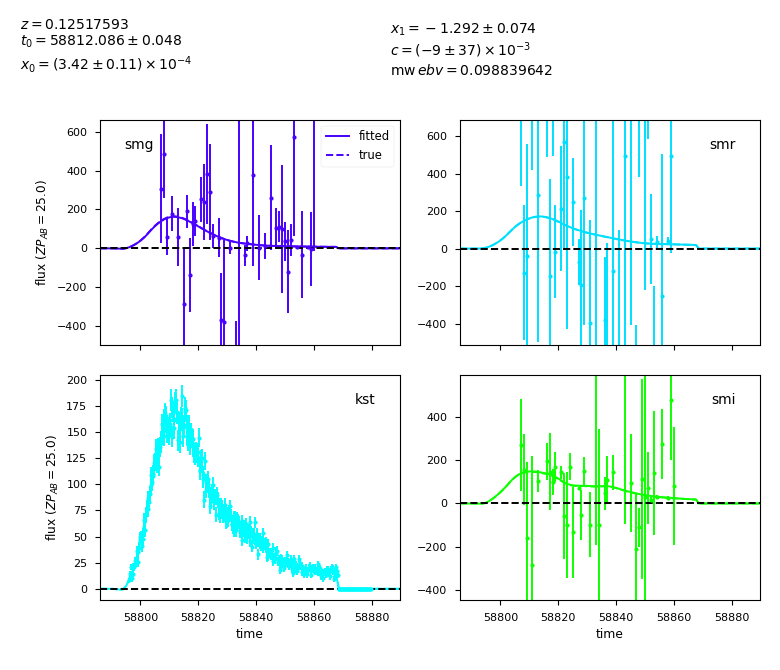 z = 0.12517593
t₀ = 58812.086 ± 0.048
x₀ = (3.42 ± 0.11) × 10⁻⁴
x₁ = −1.292 ± 0.074
c = (−9 ± 37) × 10⁻³
mw ebv = 0.098839642
smg
fitted
true
600
400
200
0
−200
−400
flux (ZP_AB = 25.0)
smr
600
400
200
0
−200
−400
kst
200
175
150
125
100
75
50
25
0
flux (ZP_AB = 25.0)
58800 58820 58840 58860 58880
time
smi
400
200
0
−200
−400
58800 58820 58840 58860 58880
time